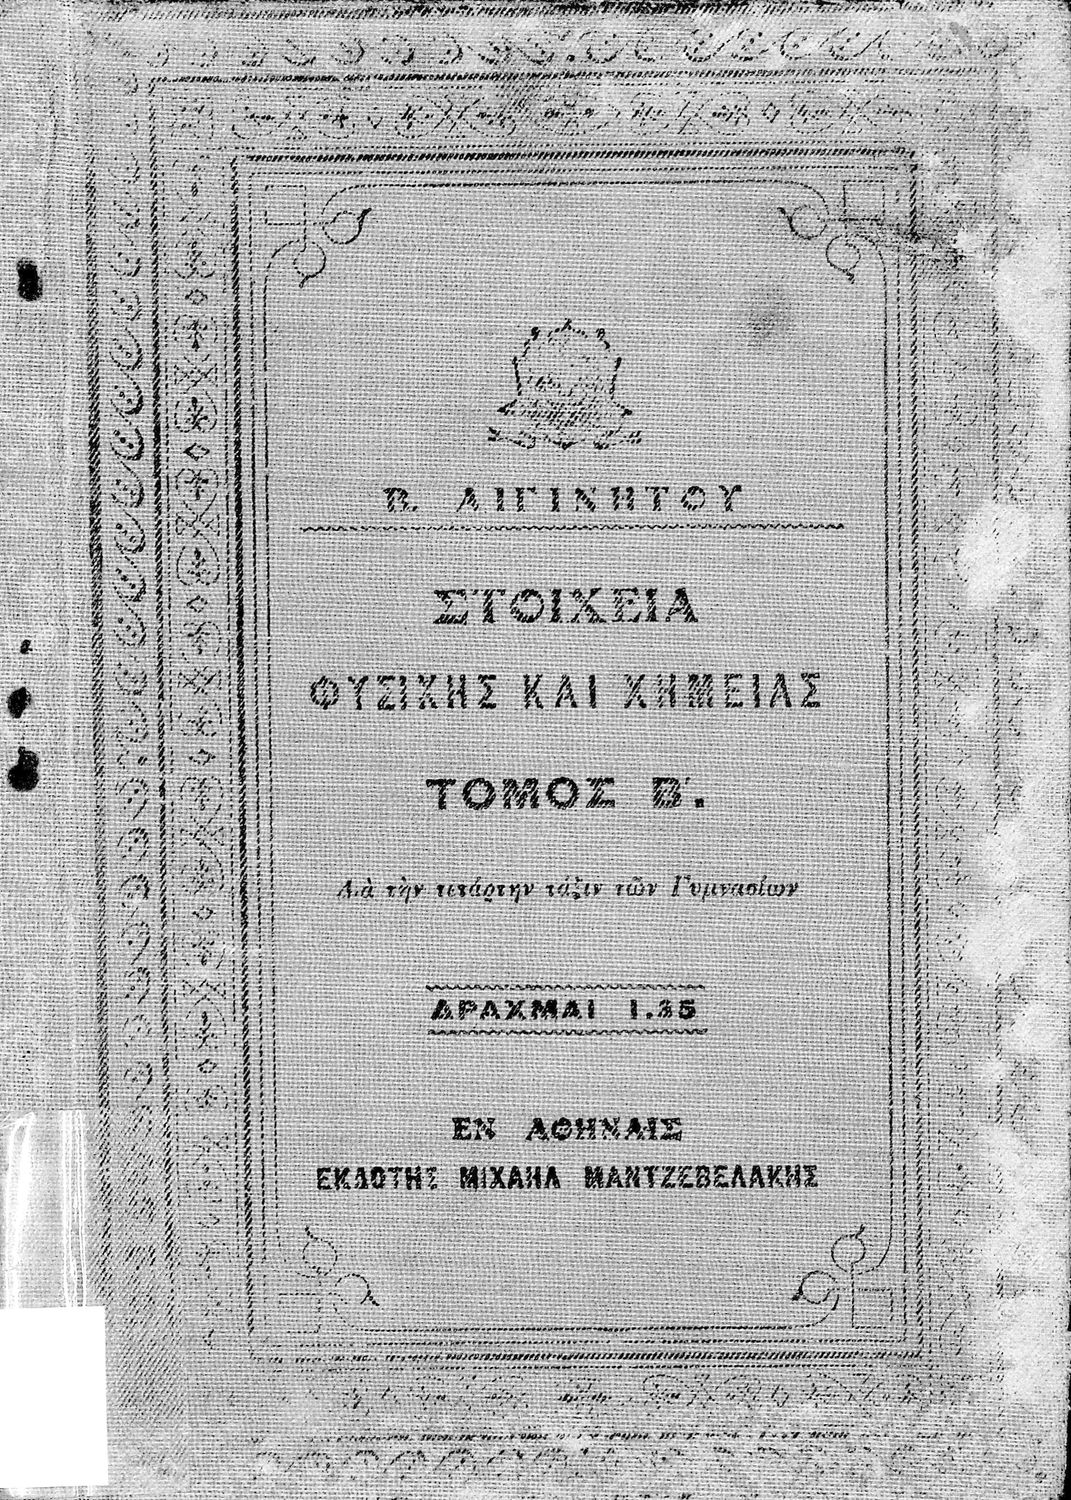 Β. ΑΙΓΙΝΗΤΟΥ
ΣΤΟΙΧΕΙΑ
ΦΥΣΙΚΗΣ ΚΑΙ ΧΗΜΕΙΑΣ
ΤΟΜΟΣ Β'.
Διὰ τὴν τετάρτην τάξιν τῶν Γυμνασίων
ΔΡΑΧΜΑΙ 1.35
ΕΝ ΑΘΗΝΑΙΣ
ΕΚΔΟΤΗΣ ΜΙΧΑΗΛ ΜΑΝΤΖΕΒΕΛΑΚΗΣ